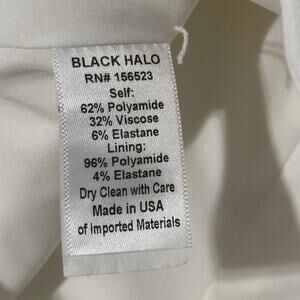 BLACK HALO
RN# 156523
Self:
62% Polyamide
32% Viscose
6% Elastane
Lining:
96% Polyamide
4% Elastane
Dry Clean with Care
Made in USA
of Imported Materials